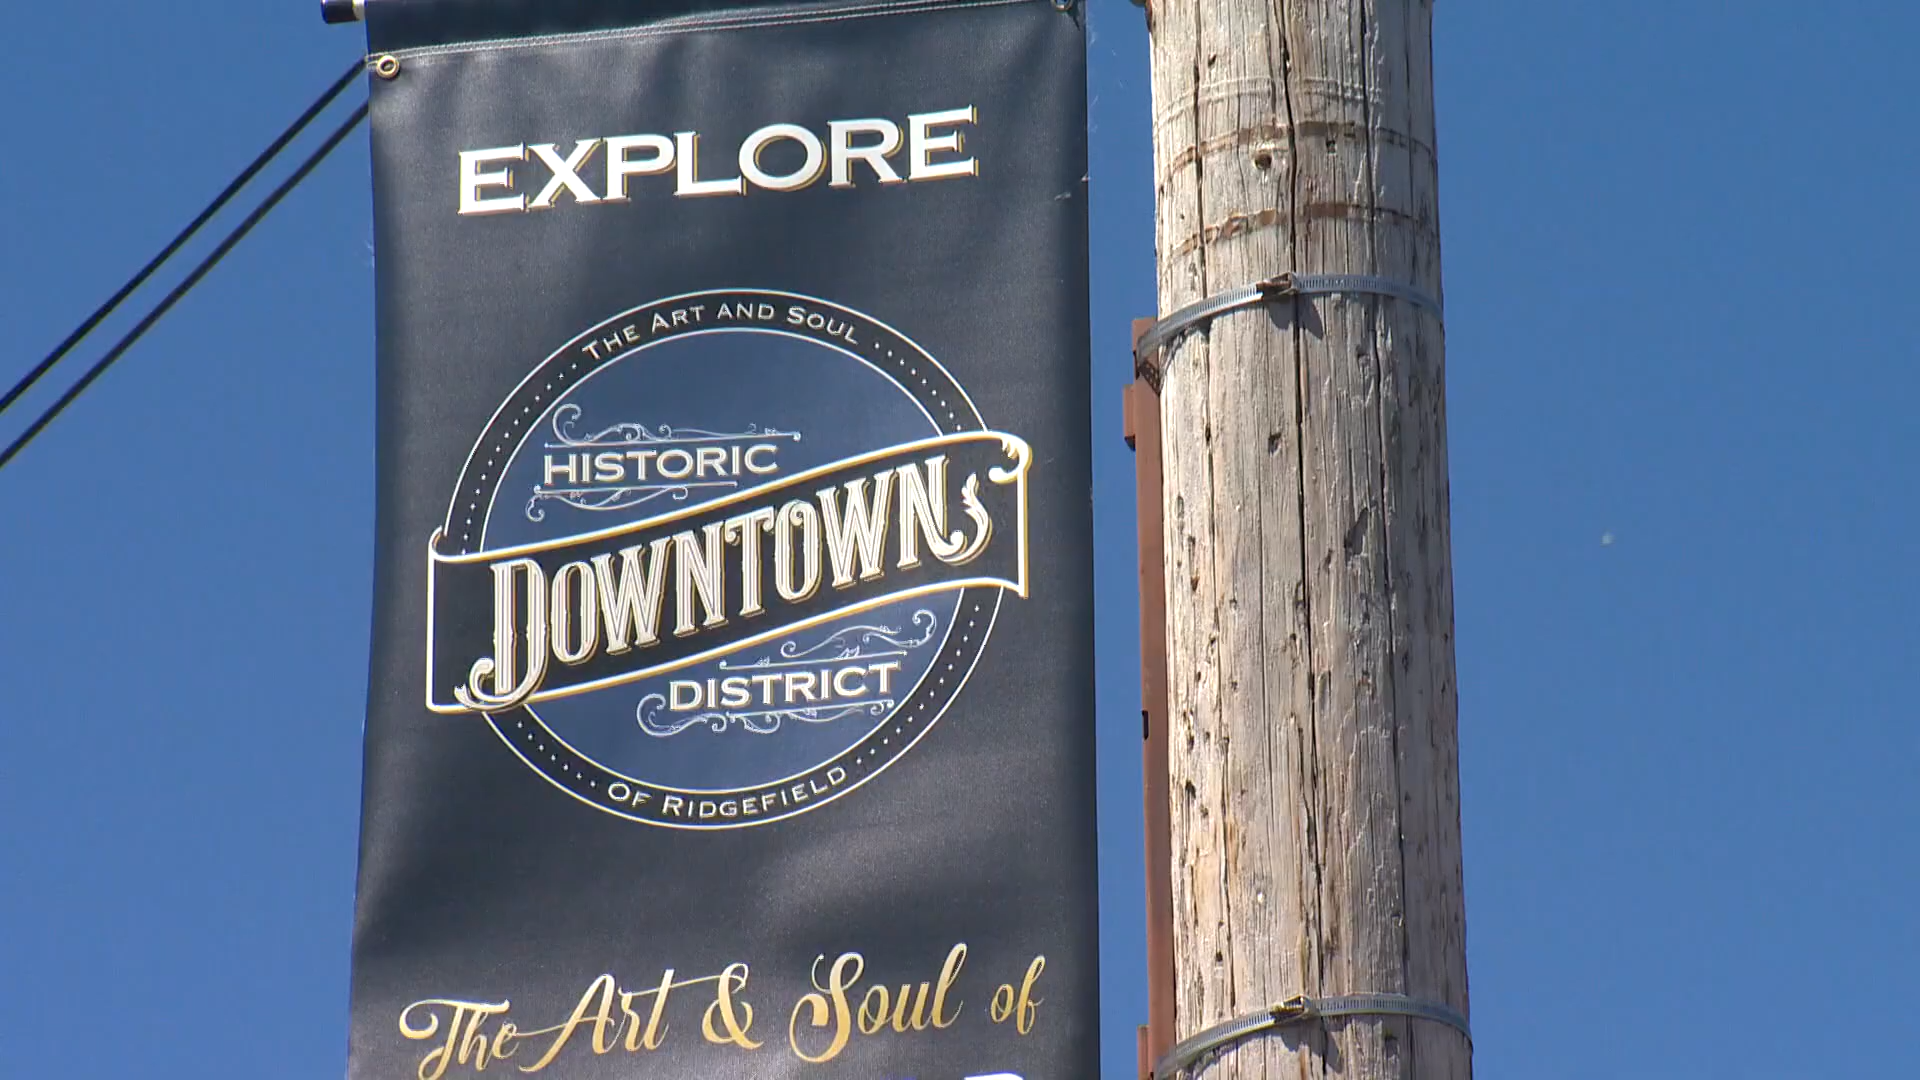 EXPLORE
THE ART AND SOUL
HISTORIC
DOWNTOWN
DISTRICT
OF RIDGEFIELD
The Art & Soul of